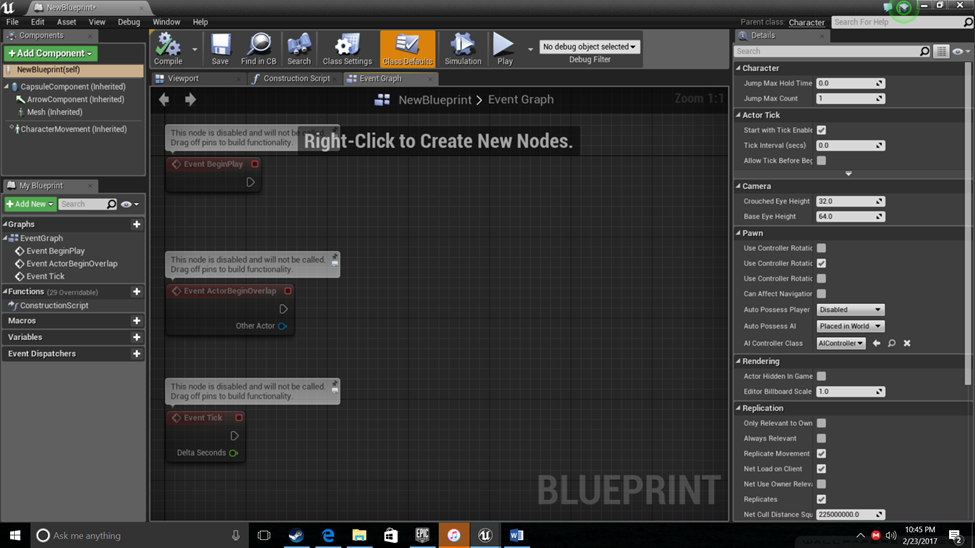 NewBlueprint*
File Asset Edit View Debug Window Help
Parent class: Character
Search For Help
Components
+Add Component
NewBlueprint(self)
CapsuleComponent (Inherited)
ArrowComponent (Inherited)
Mesh (Inherited)
CharacterMovement (Inherited)
My Blueprint
+Add New
Search
Graphs
EventGraph
Event BeginPlay
Event ActorBeginOverlap
Event Tick
Functions (29 Overridable)
ConstructionScript
Macros
Variables
Event Dispatchers
Compile
Save
Find in CB
Search
Class Settings
Class Defaults
Simulation
Play
No debug object selected
Debug Filter
Viewport
Construction Script
Event Graph
NewBlueprint > Event Graph
Zoom 1:1
Right-Click to Create New Nodes.
This node is disabled and will not be
Drag off pins to build functionality.
Event BeginPlay
This node is disabled and will not be called.
Drag off pins to build functionality.
Event ActorBeginOverlap
Other Actor
This node is disabled and will not be called.
Drag off pins to build functionality.
Event Tick
Delta Seconds
BLUEPRINT
Details
Search
Character
Jump Max Hold Time 0.0
Jump Max Count 1
Actor Tick
Start with Tick Enable
Tick Interval (secs) 0.0
Allow Tick Before Beg
Camera
Crouched Eye Height 32.0
Base Eye Height 64.0
Pawn
Use Controller Rotatic
Use Controller Rotatic
Use Controller Rotatic
Can Affect Navigation
Auto Possess Player Disabled
Auto Possess AI Placed in World
AI Controller Class AIController
Rendering
Actor Hidden In Game
Editor Billboard Scale 1.0
Replication
Only Relevant to Own
Always Relevant
Replicate Movement
Net Load on Client
Net Use Owner Releva
Replicates
Net Cull Distance Squ 225000000.0
Ask me anything
10:45 PM
2/23/2017